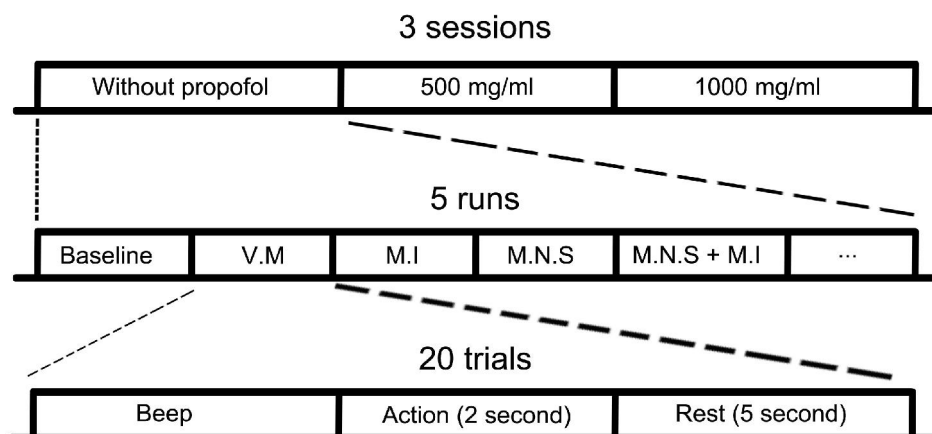 3 sessions
Without propofol 500 mg/ml 1000 mg/ml
5 runs
Baseline V.M M.I M.N.S M.N.S + M.I ...
20 trials
Beep Action (2 second) Rest (5 second)